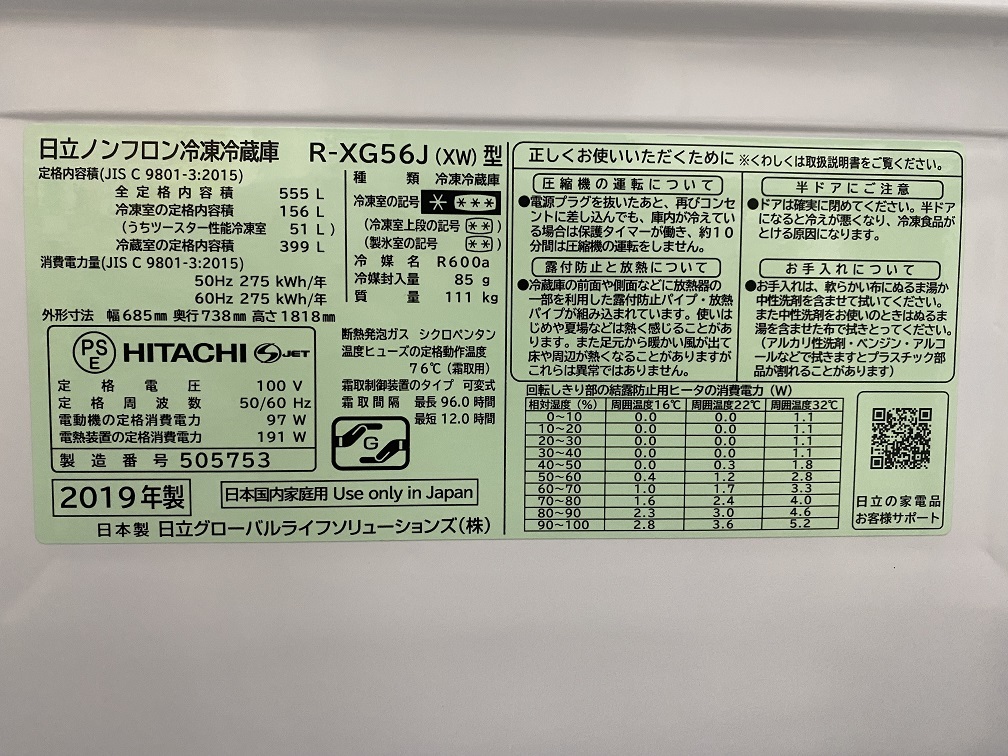 日立ノンフロン冷凍冷蔵庫 R-XG56J (XW) 型
定格内容積(JIS C 9801-3:2015)
全定格内容積 555 L
冷凍室の定格内容積 156 L
(うちツースター性能冷凍室 51 L)
冷蔵室の定格内容積 399 L
消費電力量(JIS C 9801-3:2015)
50Hz 275 kWh/年
60Hz 275 kWh/年
外形寸法 幅685mm 奥行738mm 高さ1818mm
種類 冷凍冷蔵庫
冷凍室の記号 * ***
(冷凍室上段の記号 **)
(製氷室の記号 **)
冷媒名 R600a
冷媒封入量 85 g
質量 111 kg
PS
E
HITACHI S JET
定格電圧 100 V
定格周波数 50/60 Hz
電動機の定格消費電力 97 W
電熱装置の定格消費電力 191 W
製造番号 505753
断熱発泡ガス シクロペンタン
温度ヒューズの定格動作温度
76℃ (霜取用)
霜取制御装置のタイプ 可変式
霜取間隔 最長 96.0 時間
最短 12.0 時間
G
2019年製
日本国内家庭用 Use only in Japan
日本製 日立グローバルライフソリューションズ(株)
正しくお使いいただくために ※くわしくは取扱説明書をご覧ください。
圧縮機の運転について
●電源プラグを抜いたあと、再びコンセ
ントに差し込んでも、庫内が冷えてい
る場合は保護タイマーが働き、約10
分間は圧縮機の運転をしません。
露付防止と放熱について
●冷蔵庫の前面や側面などに放熱器の
一部を利用した露付防止パイプ・放熱
パイプが組み込まれています。使いは
じめや夏場などは熱く感じることがあ
ります。また足元から暖かい風が出て
床や周辺が熱くなることがありますが
これらは異常ではありません。
半ドアにご注意
●ドアは確実に閉めてください。半ドア
になると冷えが悪くなり、冷凍食品が
とける原因になります。
お手入れについて
●お手入れは、軟らかい布にぬるま湯か
中性洗剤を含ませて拭いてください。
また中性洗剤をお使いのときはぬるま
湯を含ませた布で拭きとってください。
(アルカリ性洗剤・ベンジン・アルコ
ールなどで拭きますとプラスチック部
品が割れることがあります)
回転しきり部の結露防止用ヒータの消費電力 (W)
相対湿度 (%) 周囲温度16℃ 周囲温度22℃ 周囲温度32℃
0～10 0.0 0.0 1.1
10～20 0.0 0.0 1.1
20～30 0.0 0.0 1.1
30～40 0.0 0.0 1.1
40～50 0.0 0.3 1.8
50～60 0.4 1.2 2.8
60～70 1.0 1.7 3.3
70～80 1.6 2.4 4.0
80～90 2.3 3.0 4.6
90～100 2.8 3.6 5.2
日立の家電品
お客様サポート